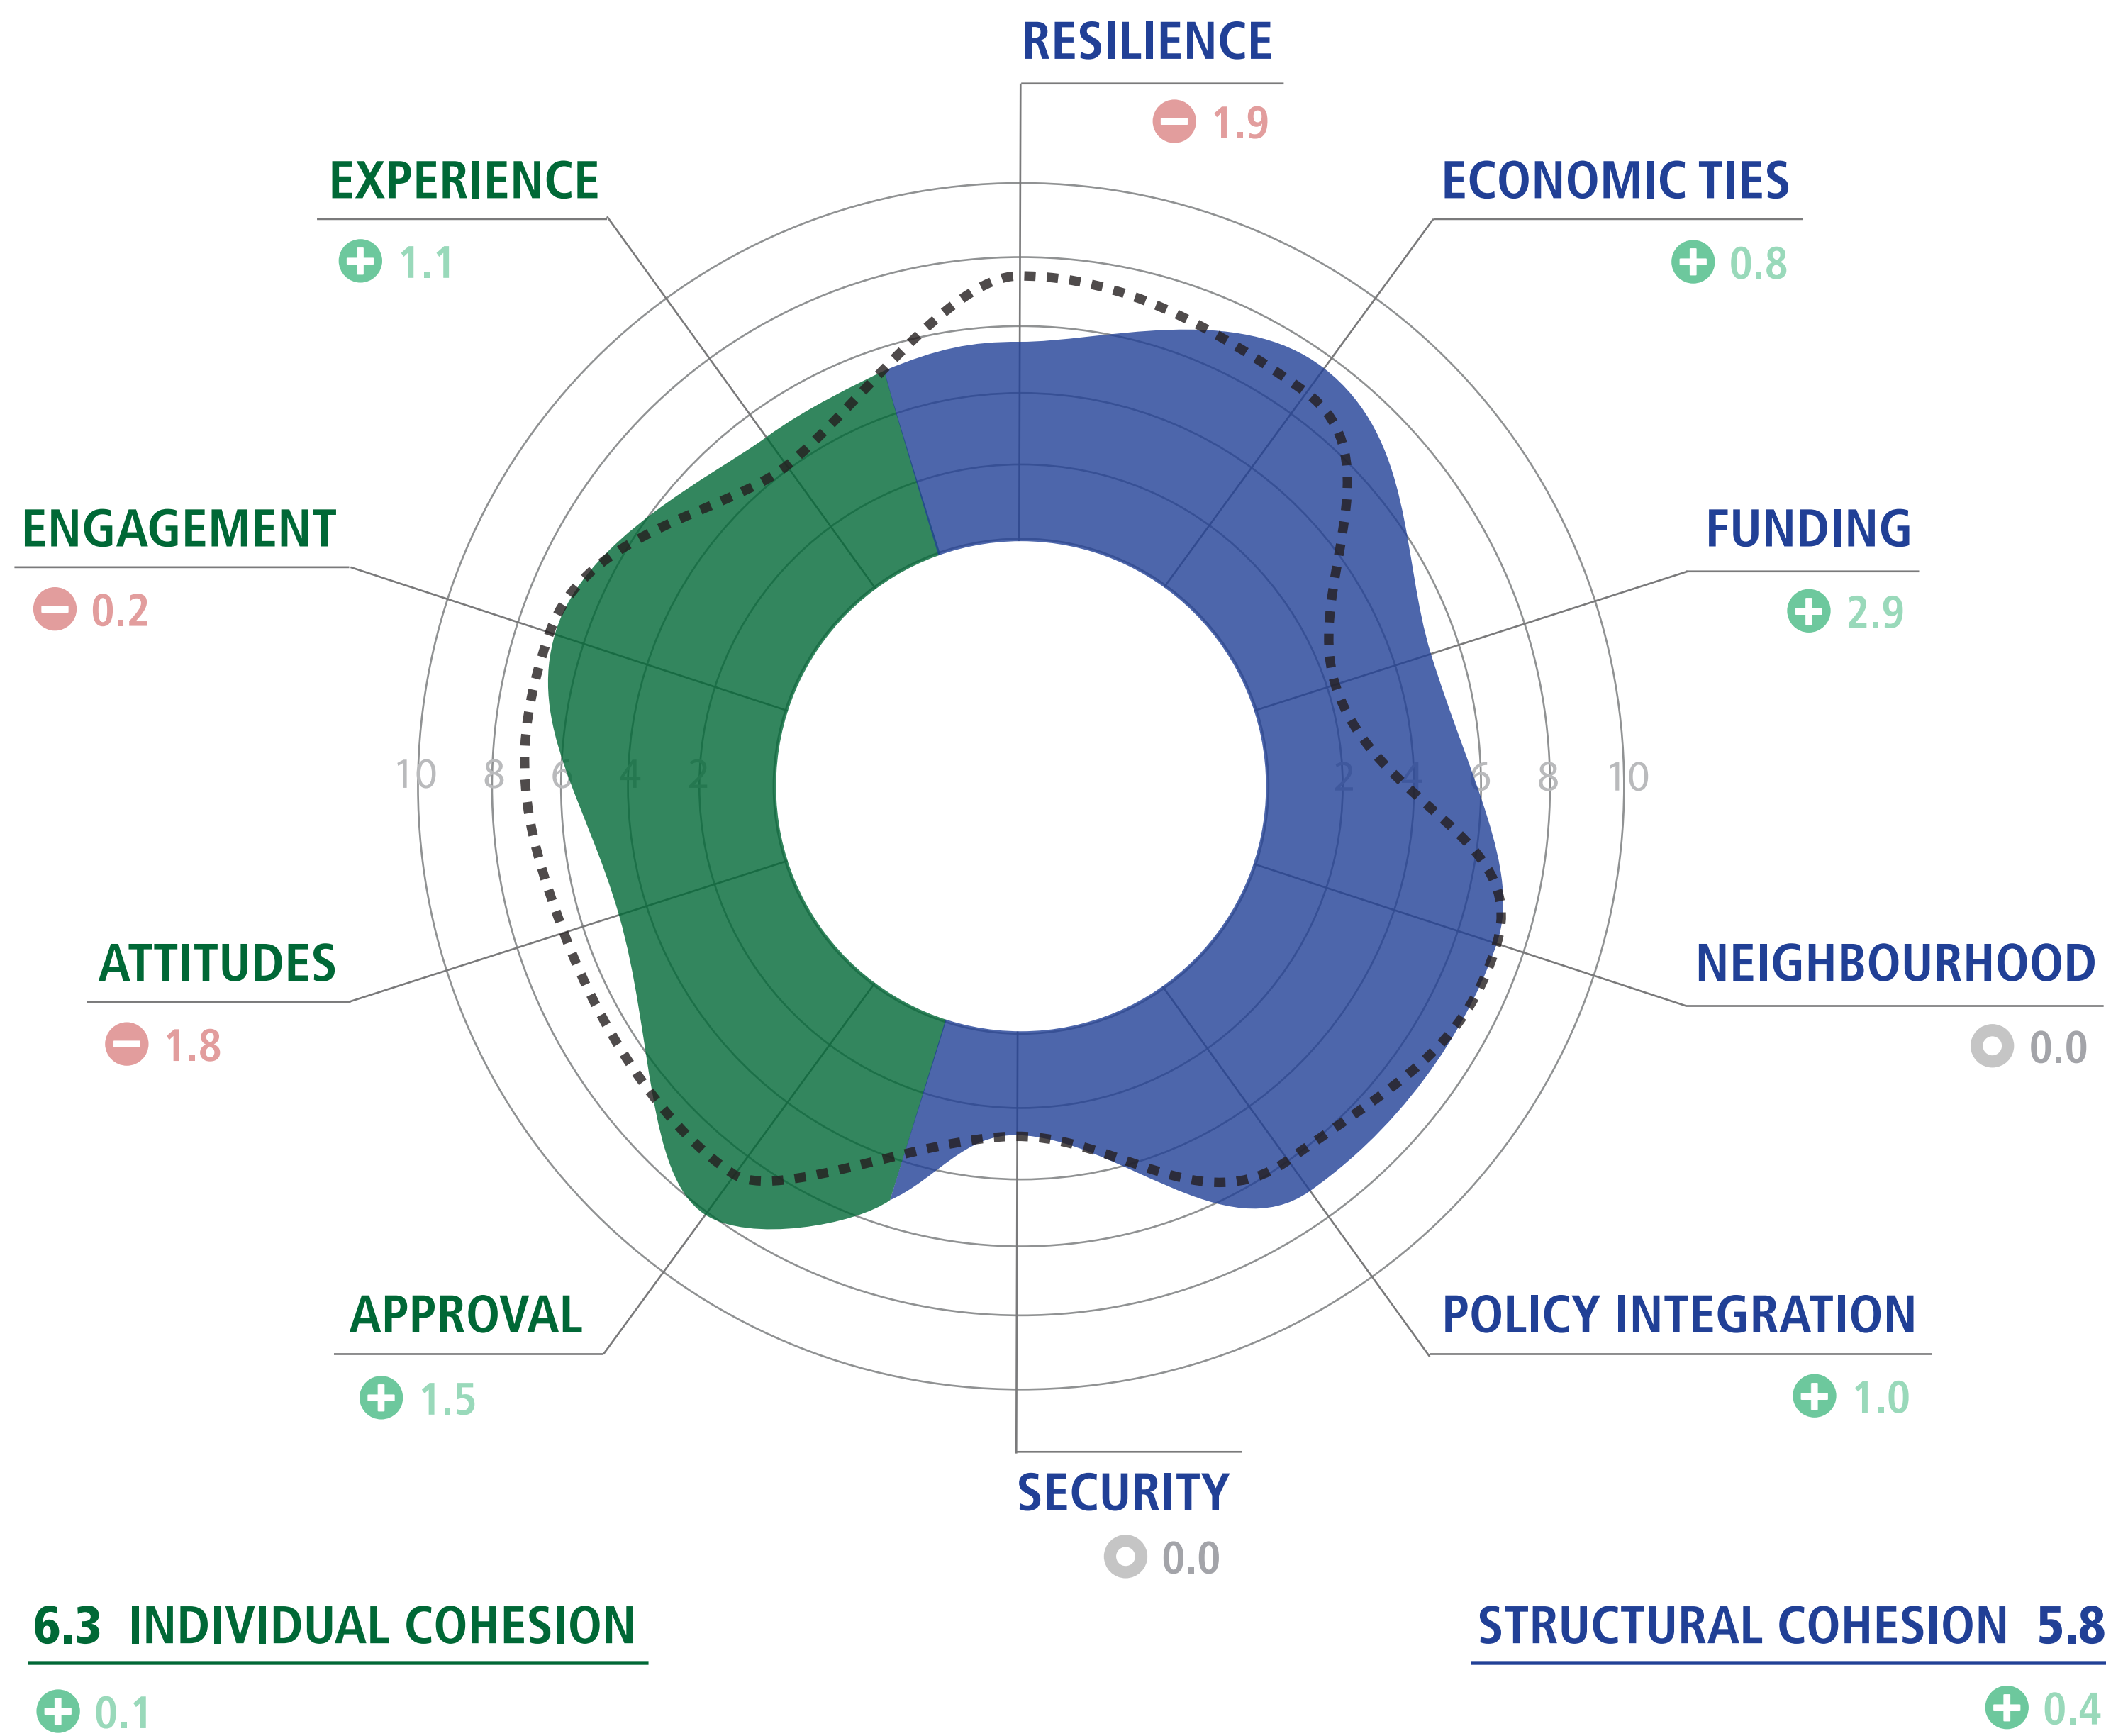 RESILIENCE
1.9
EXPERIENCE
1.1
ECONOMIC TIES
0.8
ENGAGEMENT
0.2
FUNDING
2.9
10 8 6 4 2 2 4 6 8 10
ATTITUDES
1.8
NEIGHBOURHOOD
0.0
APPROVAL
1.5
POLICY INTEGRATION
1.0
SECURITY
0.0
6.3 INDIVIDUAL COHESION
0.1
STRUCTURAL COHESION 5.8
0.4